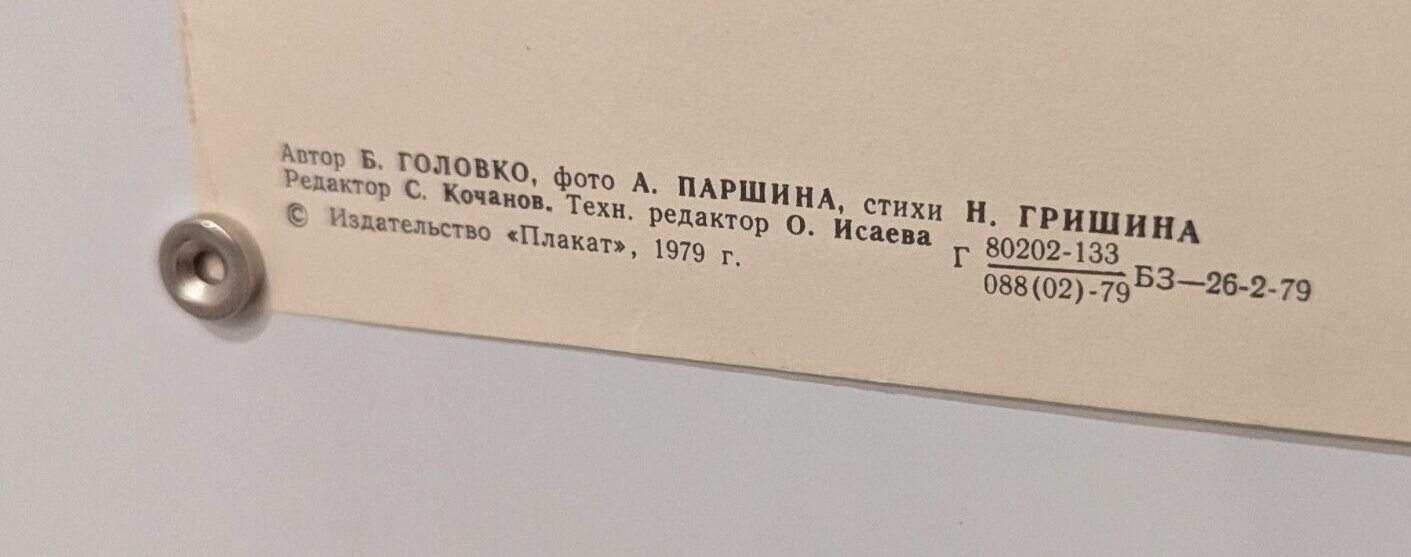 Автор Б. ГОЛОВКО, фото А. ПАРШИНА, стихи Н. ГРИШИНА
Редактор С. Кочанов. Техн. редактор О. Исаева
© Издательство «Плакат», 1979 г.
Г 80202-133
088(02)-79 БЗ—26-2-79